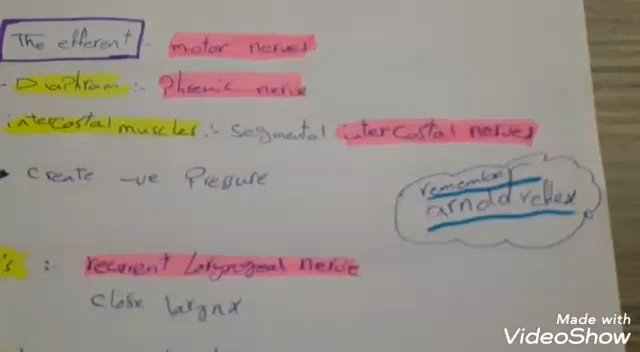 The efferent :- motor nerves
- Diaphram :- Phrenic nerve
intercostal muscles :- segmental intercostal nerves
create -ve Pressure
remember
arnold reflex
's : recurrent laryngeal nerve
close larynx
Made with
VideoShow